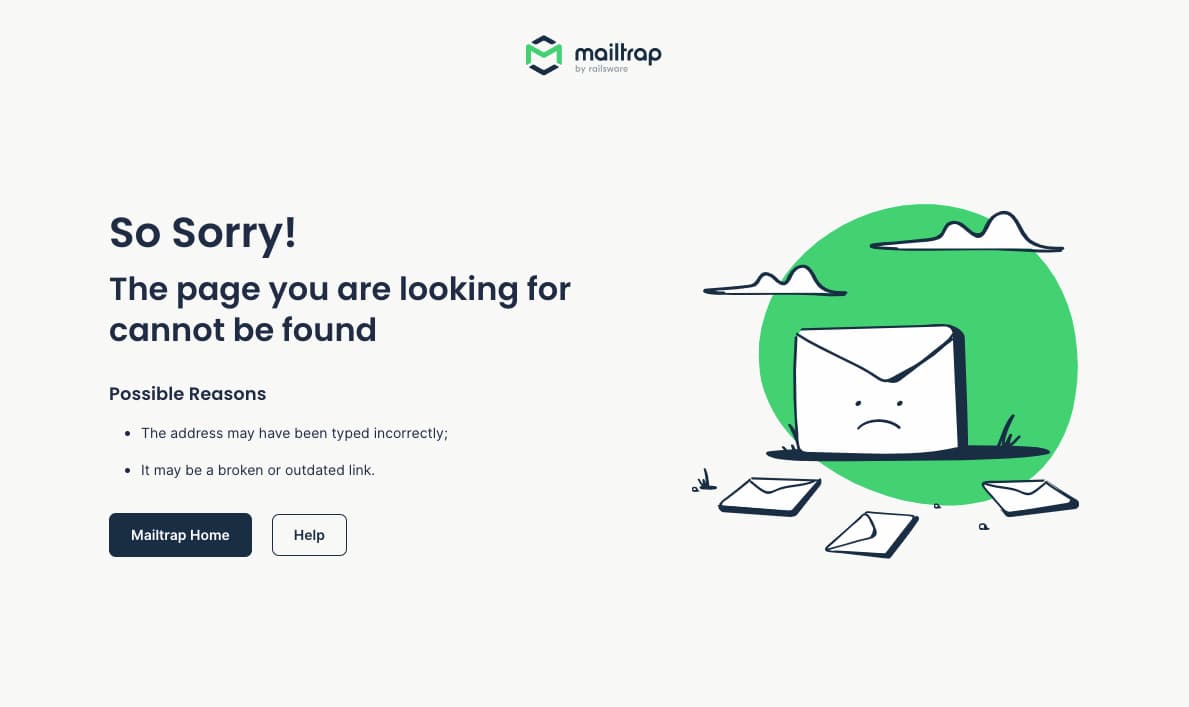 mailtrap
by railsware
So Sorry!
The page you are looking for
cannot be found
Possible Reasons
The address may have been typed incorrectly;
It may be a broken or outdated link.
Mailtrap Home
Help